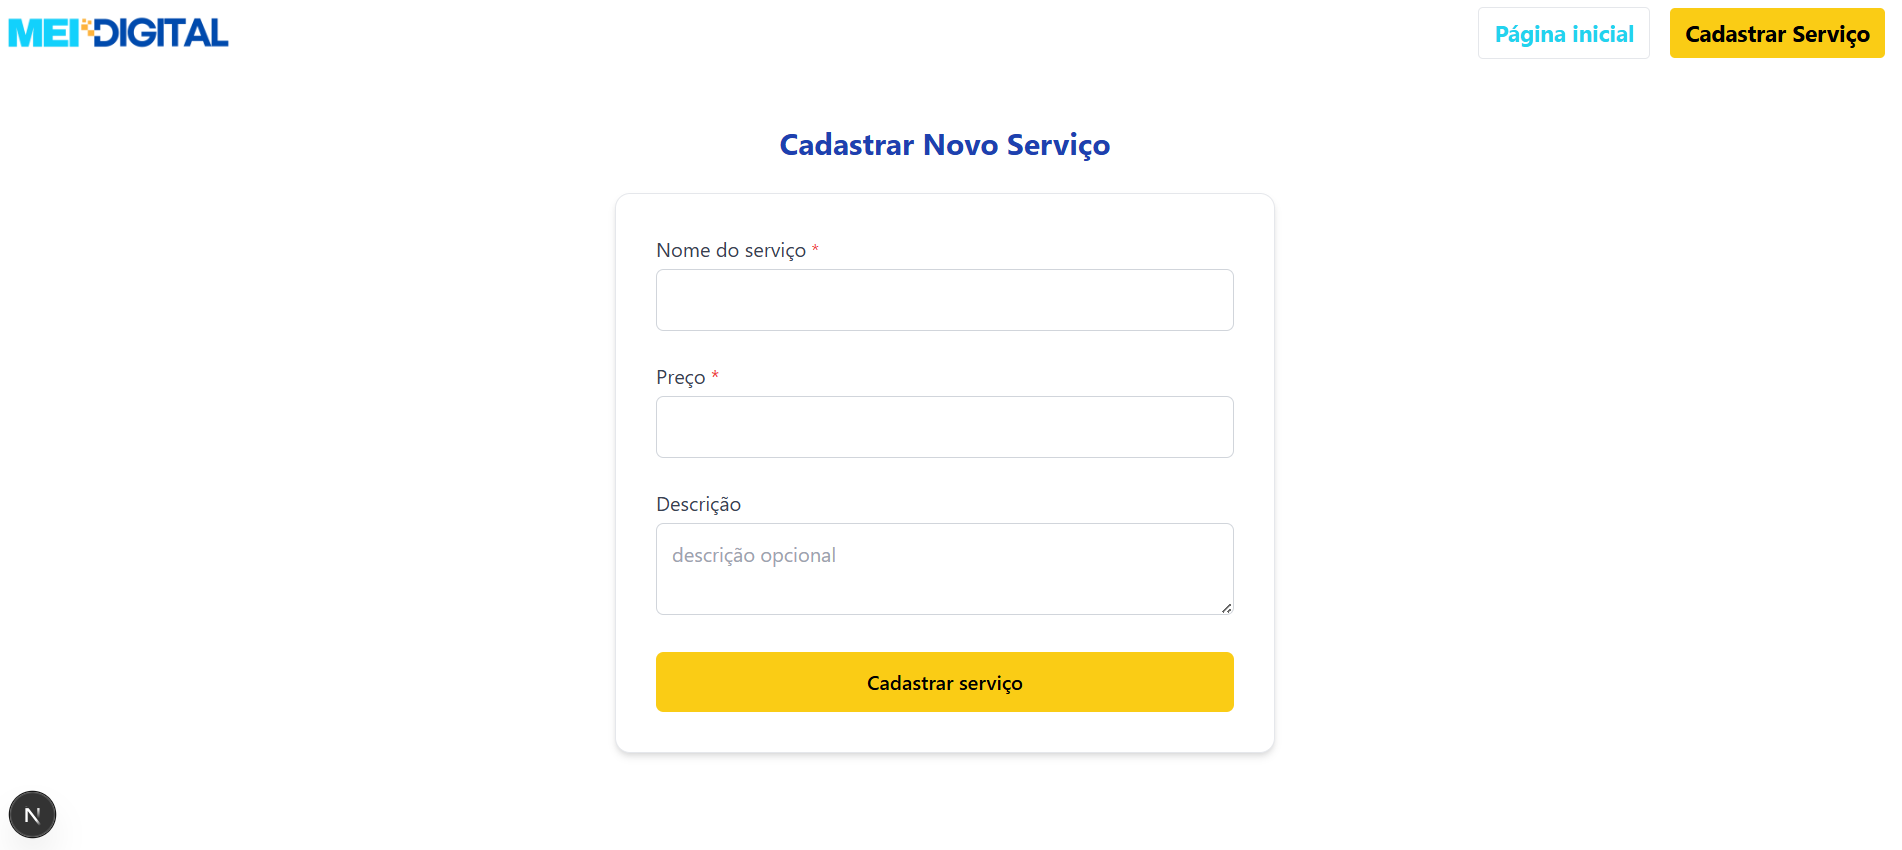 MEI DIGITAL
Página inicial
Cadastrar Serviço
Cadastrar Novo Serviço
Nome do serviço *
Preço *
Descrição
descrição opcional
Cadastrar serviço
N